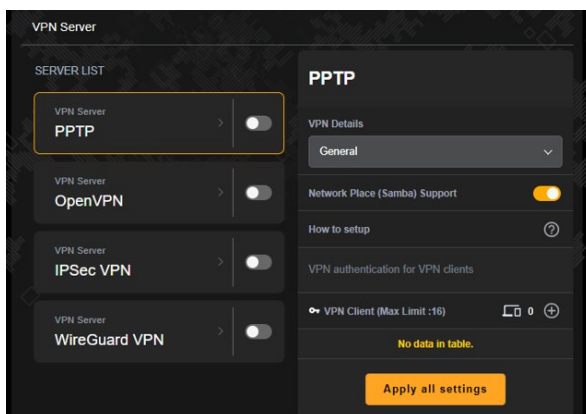 VPN Server
SERVER LIST
VPN Server
PPTP
VPN Server
OpenVPN
VPN Server
IPSec VPN
VPN Server
WireGuard VPN
PPTP
VPN Details
General
Network Place (Samba) Support
How to setup
VPN authentication for VPN clients
VPN Client (Max Limit :16) 0
No data in table.
Apply all settings